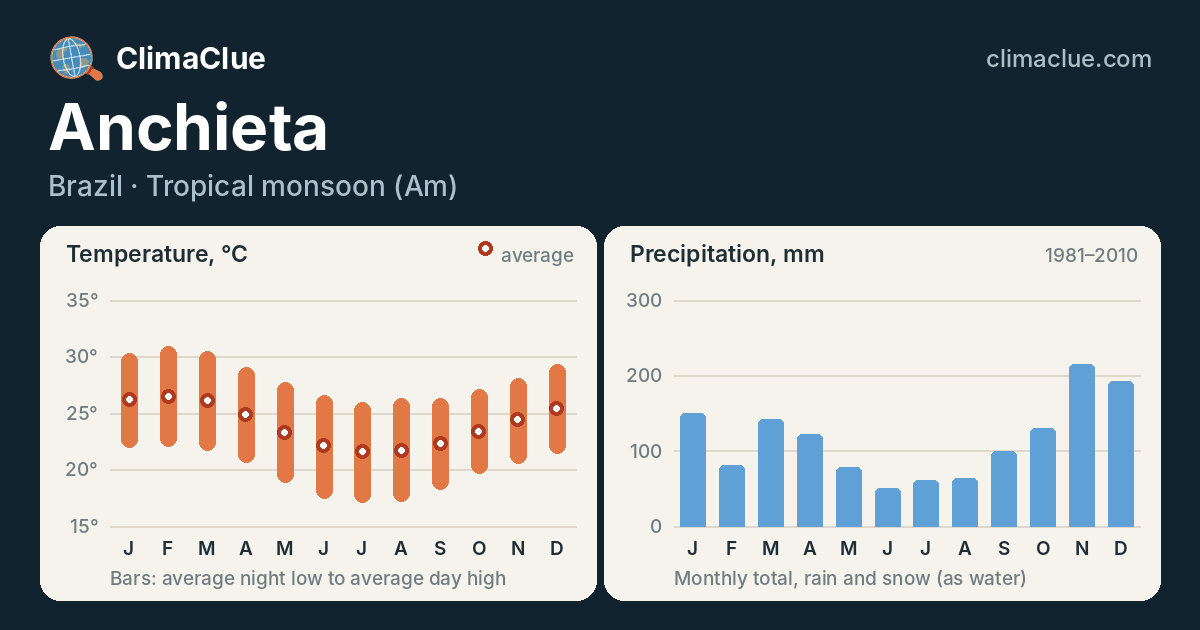 ClimaClue
climaclue.com
Anchieta
Brazil · Tropical monsoon (Am)
Temperature, °C
average
35°
30°
25°
20°
15°
J F M A M J J A S O N D
Bars: average night low to average day high
Precipitation, mm
1981–2010
300
200
100
0
J F M A M J J A S O N D
Monthly total, rain and snow (as water)